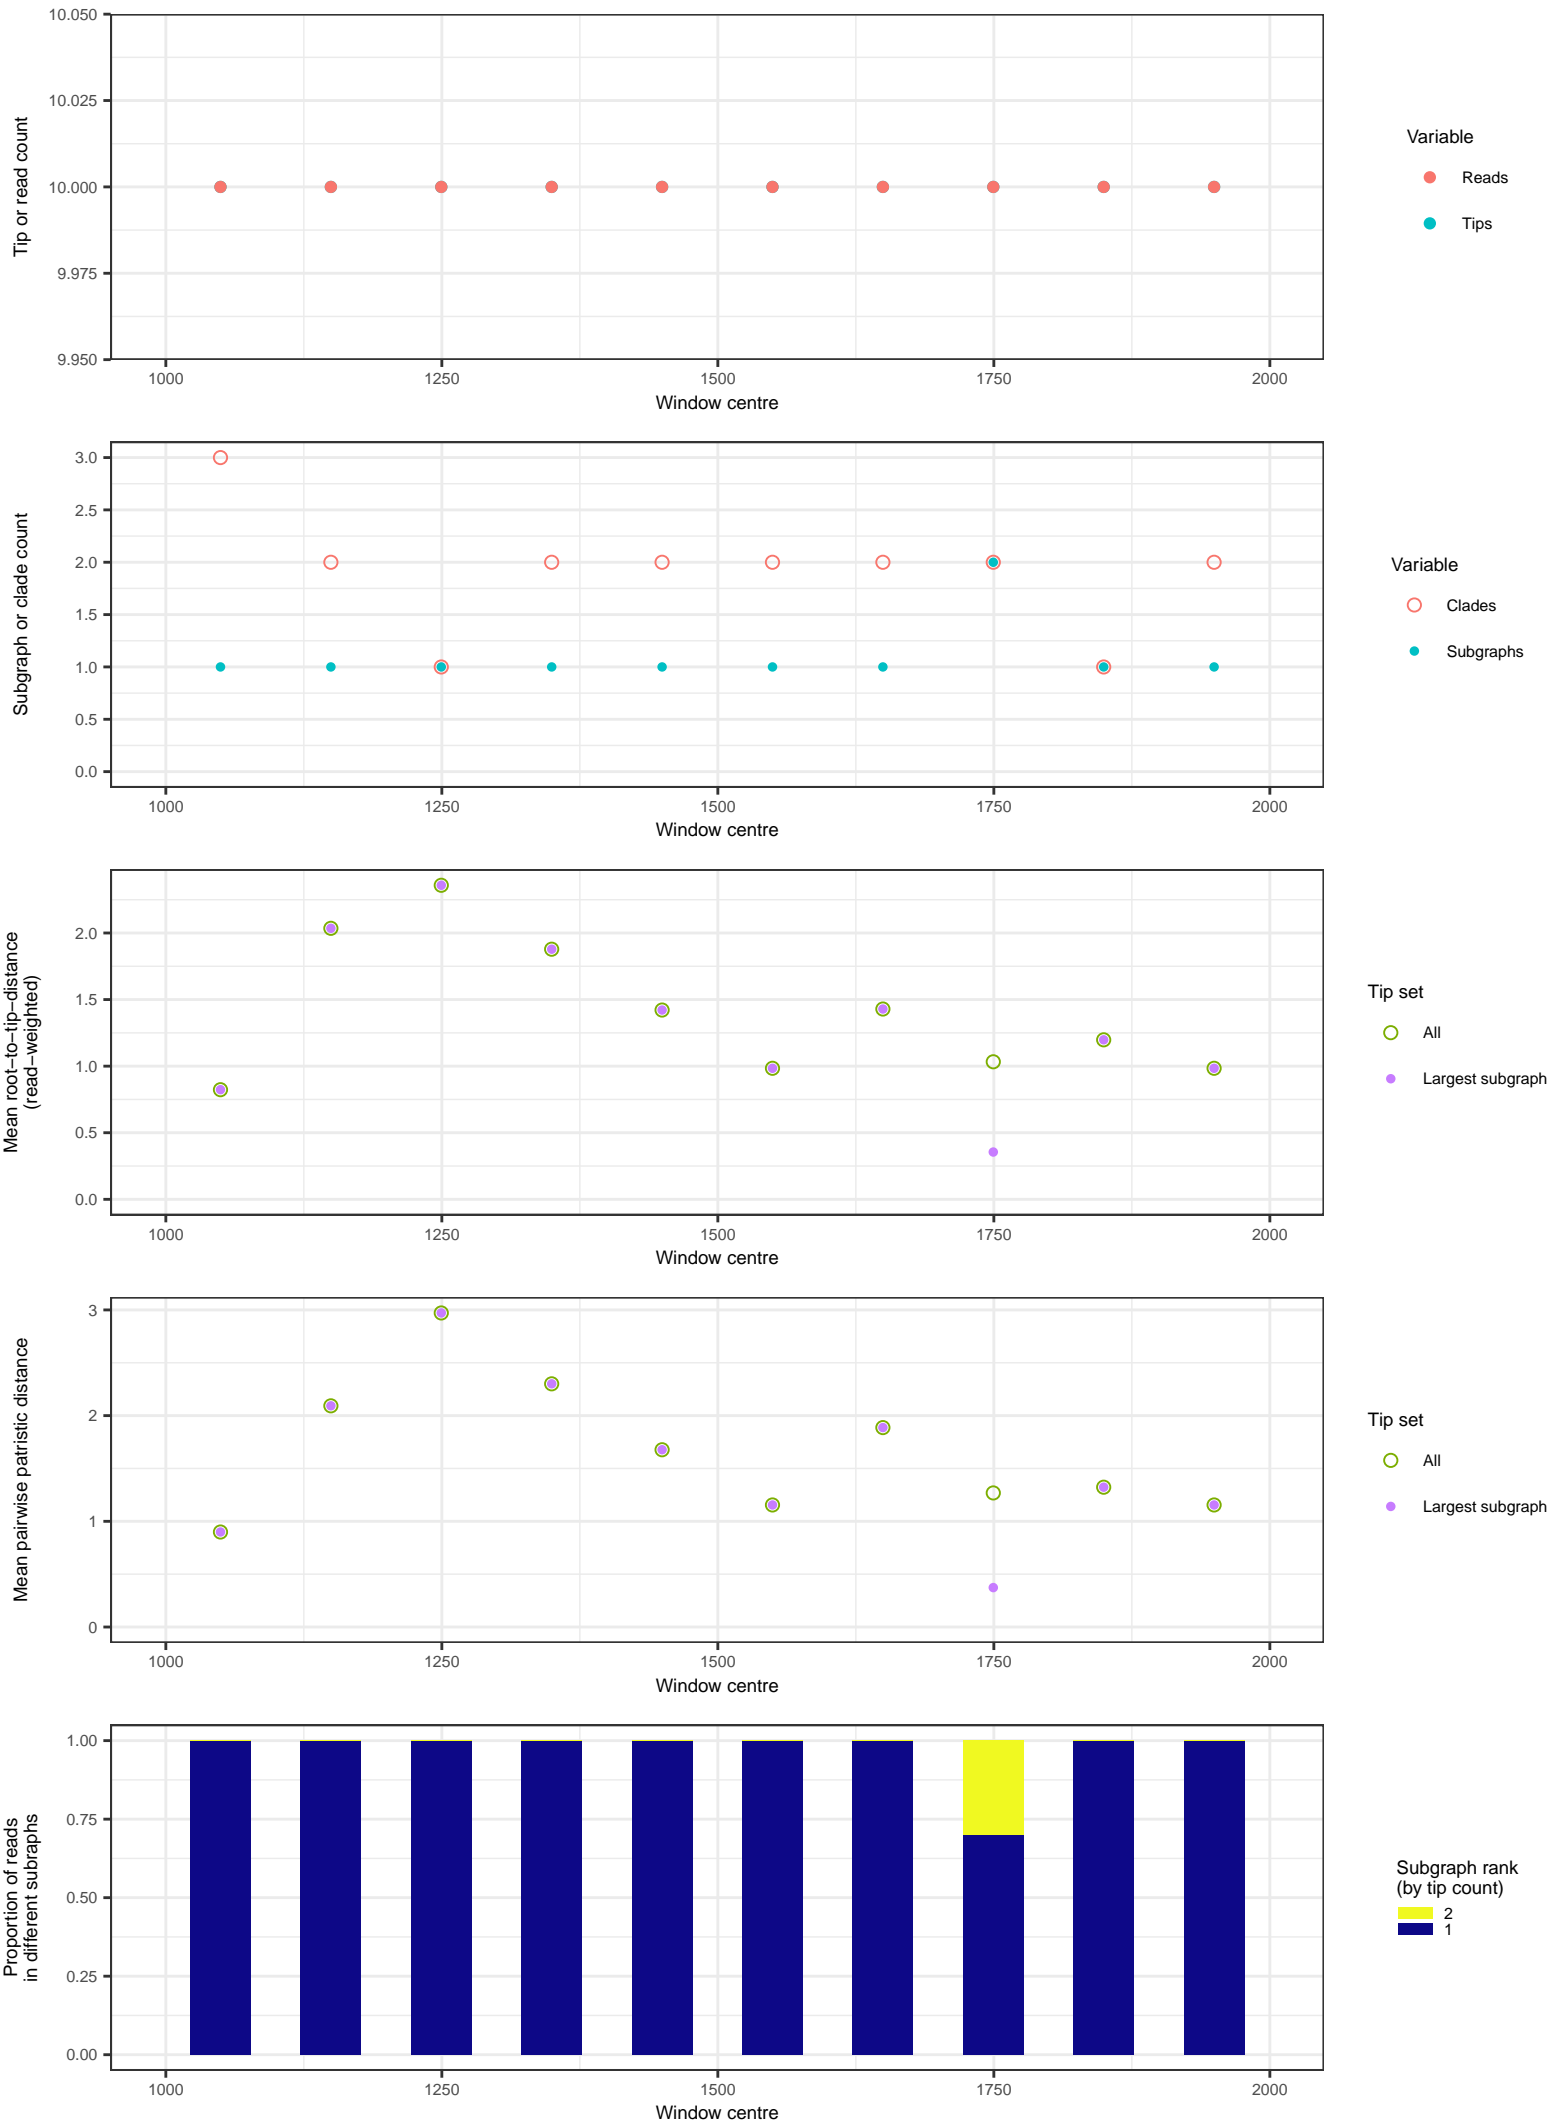 10.050
10.025
10.000
9.975
9.950
Tip or read count
1000 1250 1500 1750 2000
Window centre
Variable
Reads
Tips
3.0
2.5
2.0
1.5
1.0
0.5
0.0
Subgraph or clade count
1000 1250 1500 1750 2000
Window centre
Variable
Clades
Subgraphs
2.0
1.5
1.0
0.5
0.0
Mean root−to−tip−distance
(read−weighted)
1000 1250 1500 1750 2000
Window centre
Tip set
All
Largest subgraph
3
2
1
0
Mean pairwise patristic distance
1000 1250 1500 1750 2000
Window centre
Tip set
All
Largest subgraph
1.00
0.75
0.50
0.25
0.00
Proportion of reads
in different subraphs
1000 1250 1500 1750 2000
Window centre
Subgraph rank
(by tip count)
2
1